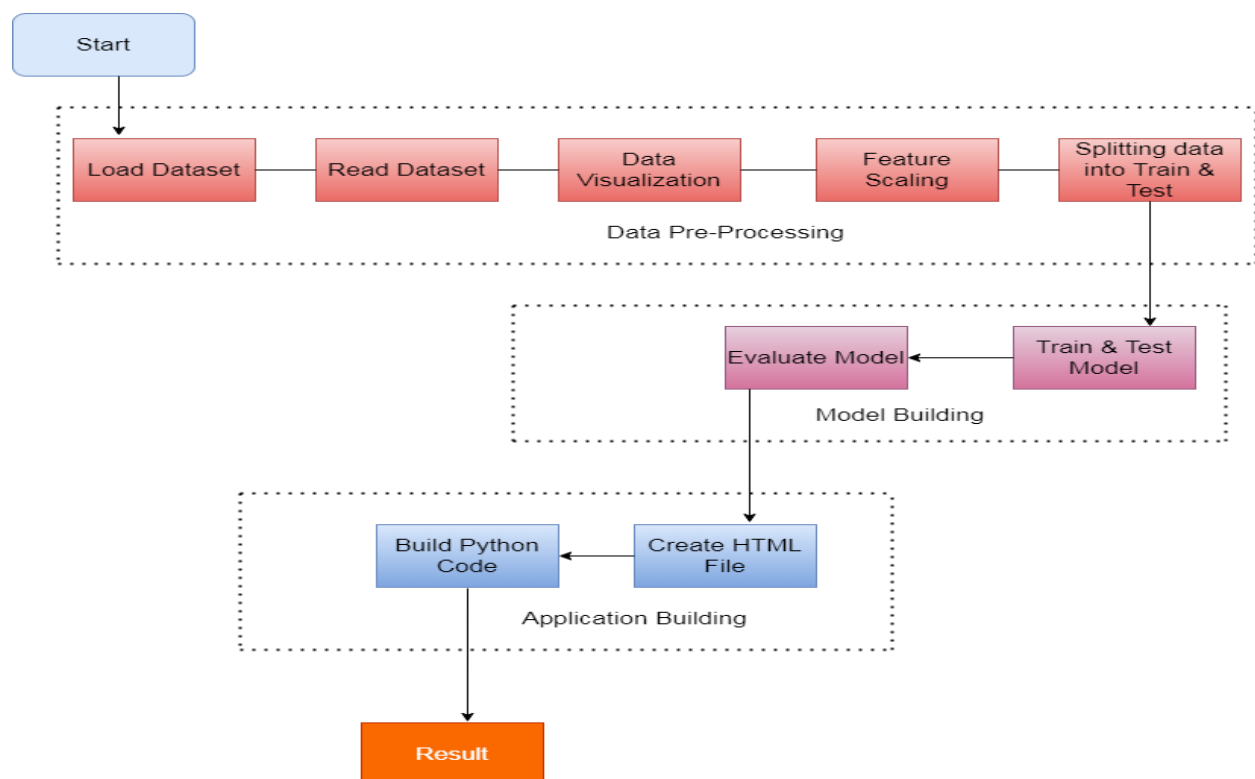 Start
Load Dataset
Read Dataset
Data
Visualization
Feature
Scaling
Splitting data
into Train &
Test
Data Pre-Processing
Train & Test
Model
Evaluate Model
Model Building
Create HTML
File
Build Python
Code
Application Building
Result